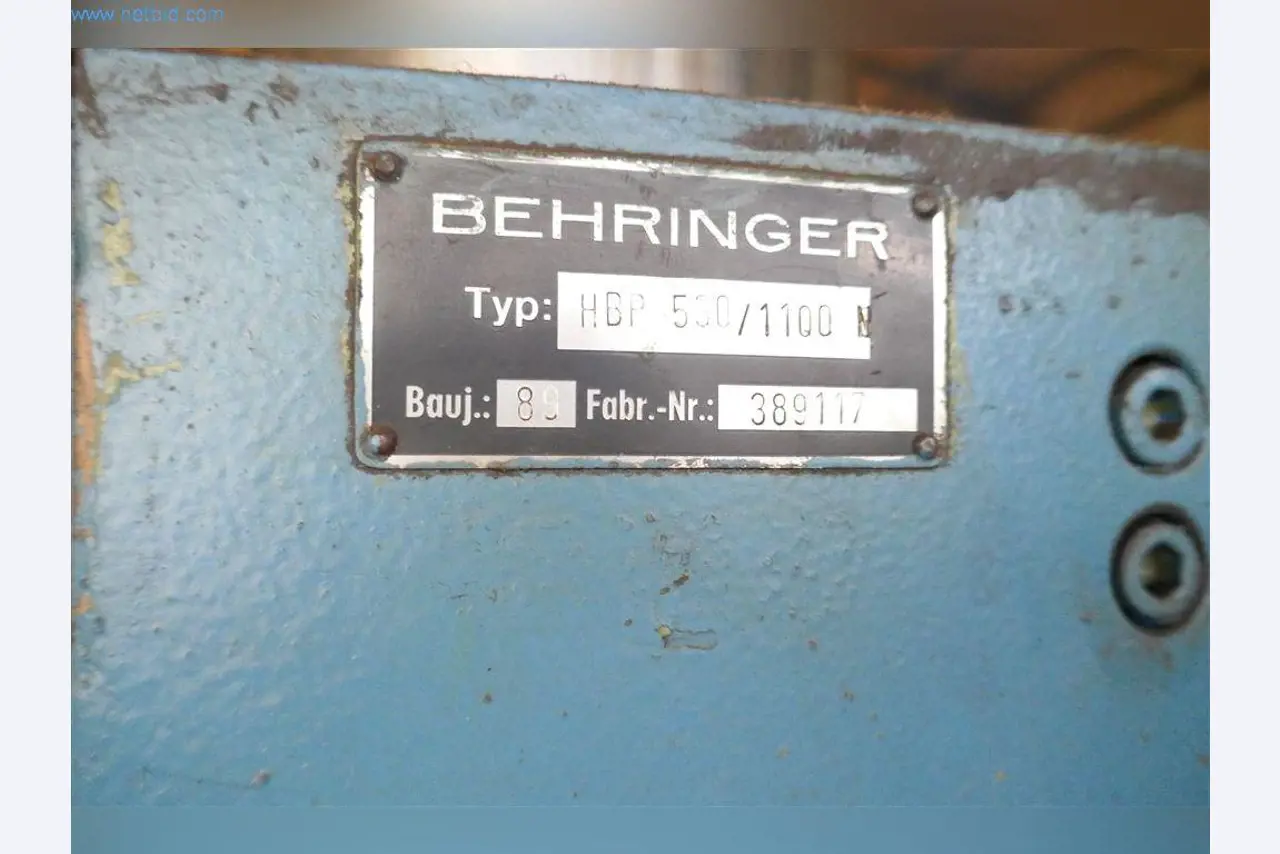 www.netbid.com
BEHRINGER
Typ: HBP 530/1100 N
Bauj.: 89 Fabr.-Nr.: 389117